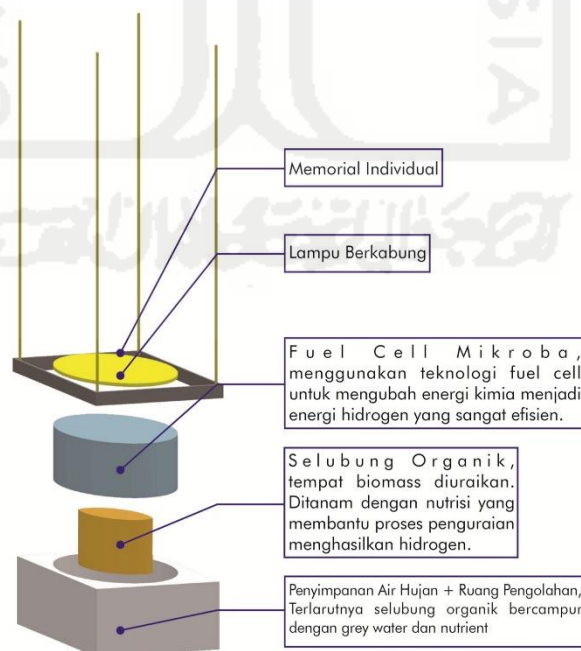 Memorial Individual
Lampu Berkabung
Fuel Cell Mikroba,
menggunakan teknologi fuel cell
untuk mengubah energi kimia menjadi
energi hidrogen yang sangat efisien.
Selubung Organik,
tempat biomass diuraikan.
Ditanam dengan nutrisi yang
membantu proses penguraian
menghasilkan hidrogen.
Penyimpanan Air Hujan + Ruang Pengolahan,
Terlarutnya selubung organik bercampur
dengan grey water dan nutrient